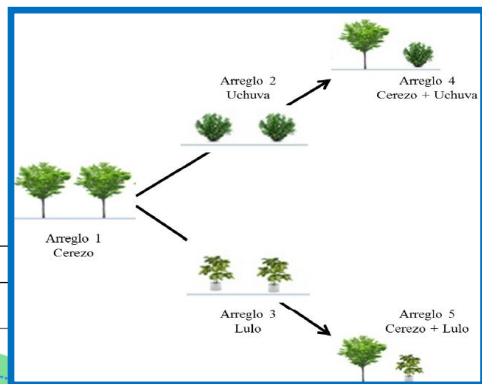 Arreglo 2
Uchuva
Arreglo 4
Cerezo + Uchuva
Arreglo 1
Cerezo
Arreglo 3
Lulo
Arreglo 5
Cerezo + Lulo